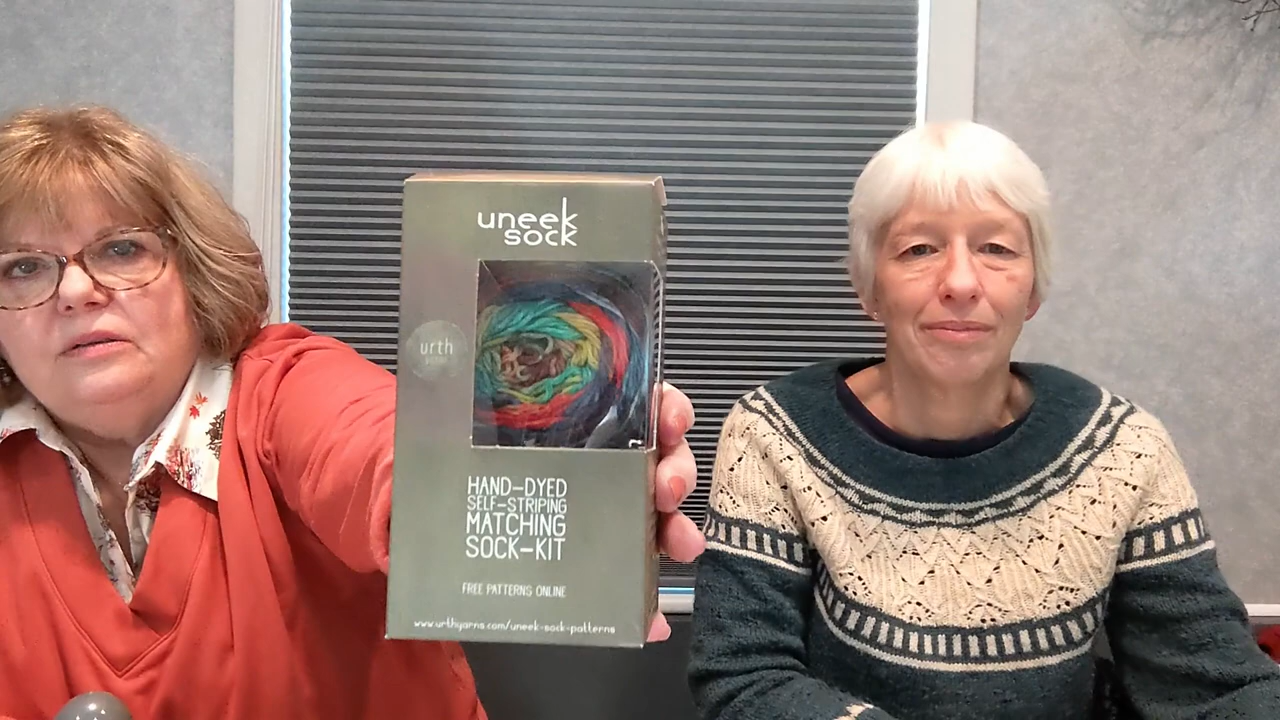 uneek
sock
urth
HAND-DYED
SELF-STRIPING
MATCHING
SOCK-KIT
FREE PATTERNS ONLINE
www.urthyarns.com/uneek-sock-patterns